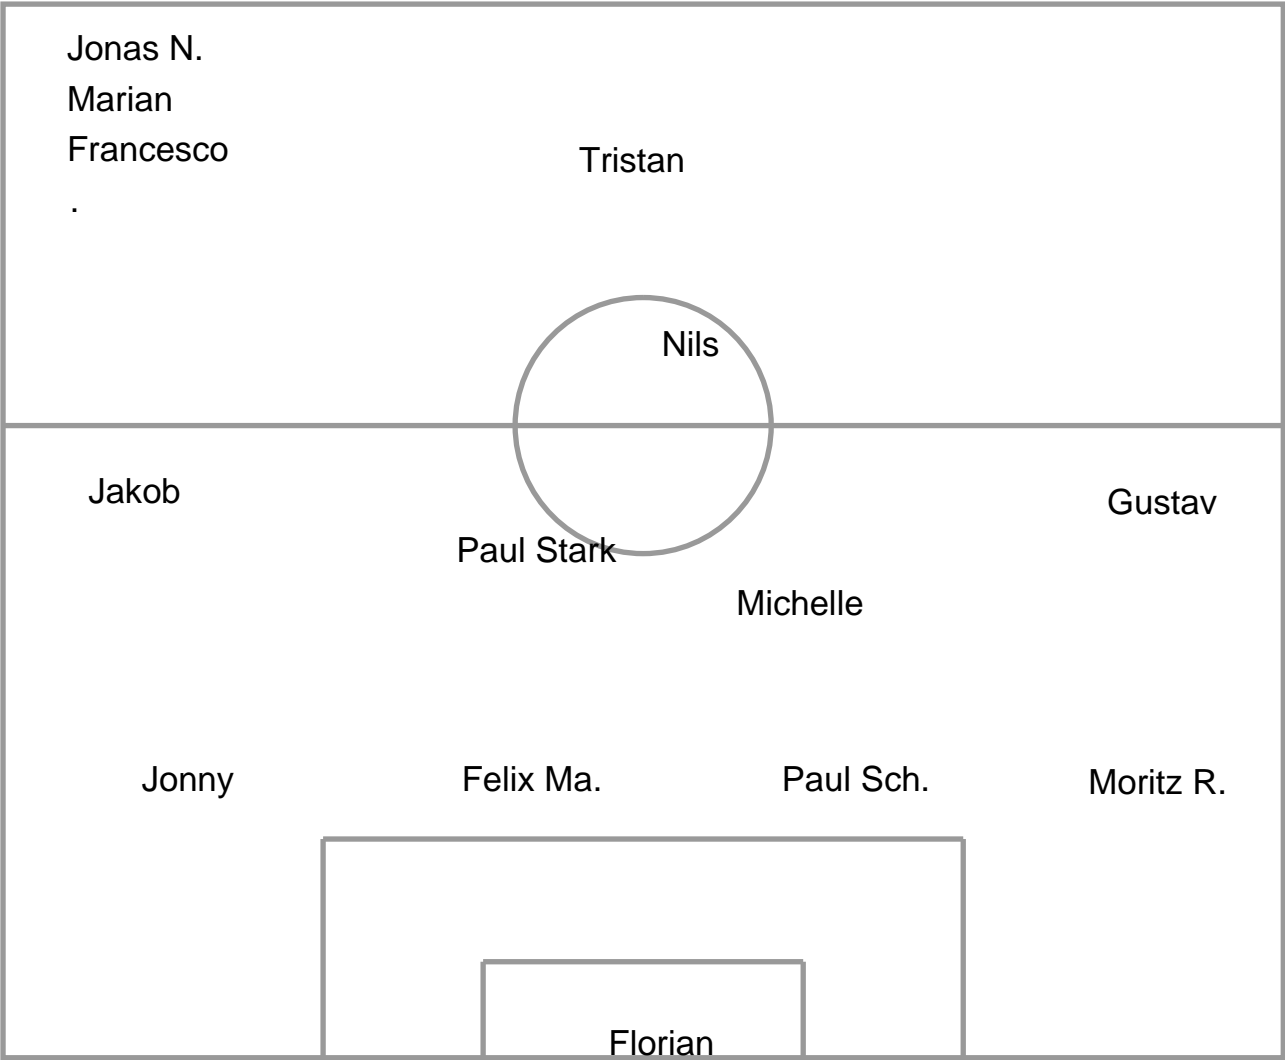 Jonas N.
Marian
Francesco
.
Tristan
Nils
Jakob
Gustav
Paul Stark
Michelle
Jonny
Felix Ma.
Paul Sch.
Moritz R.
Florian